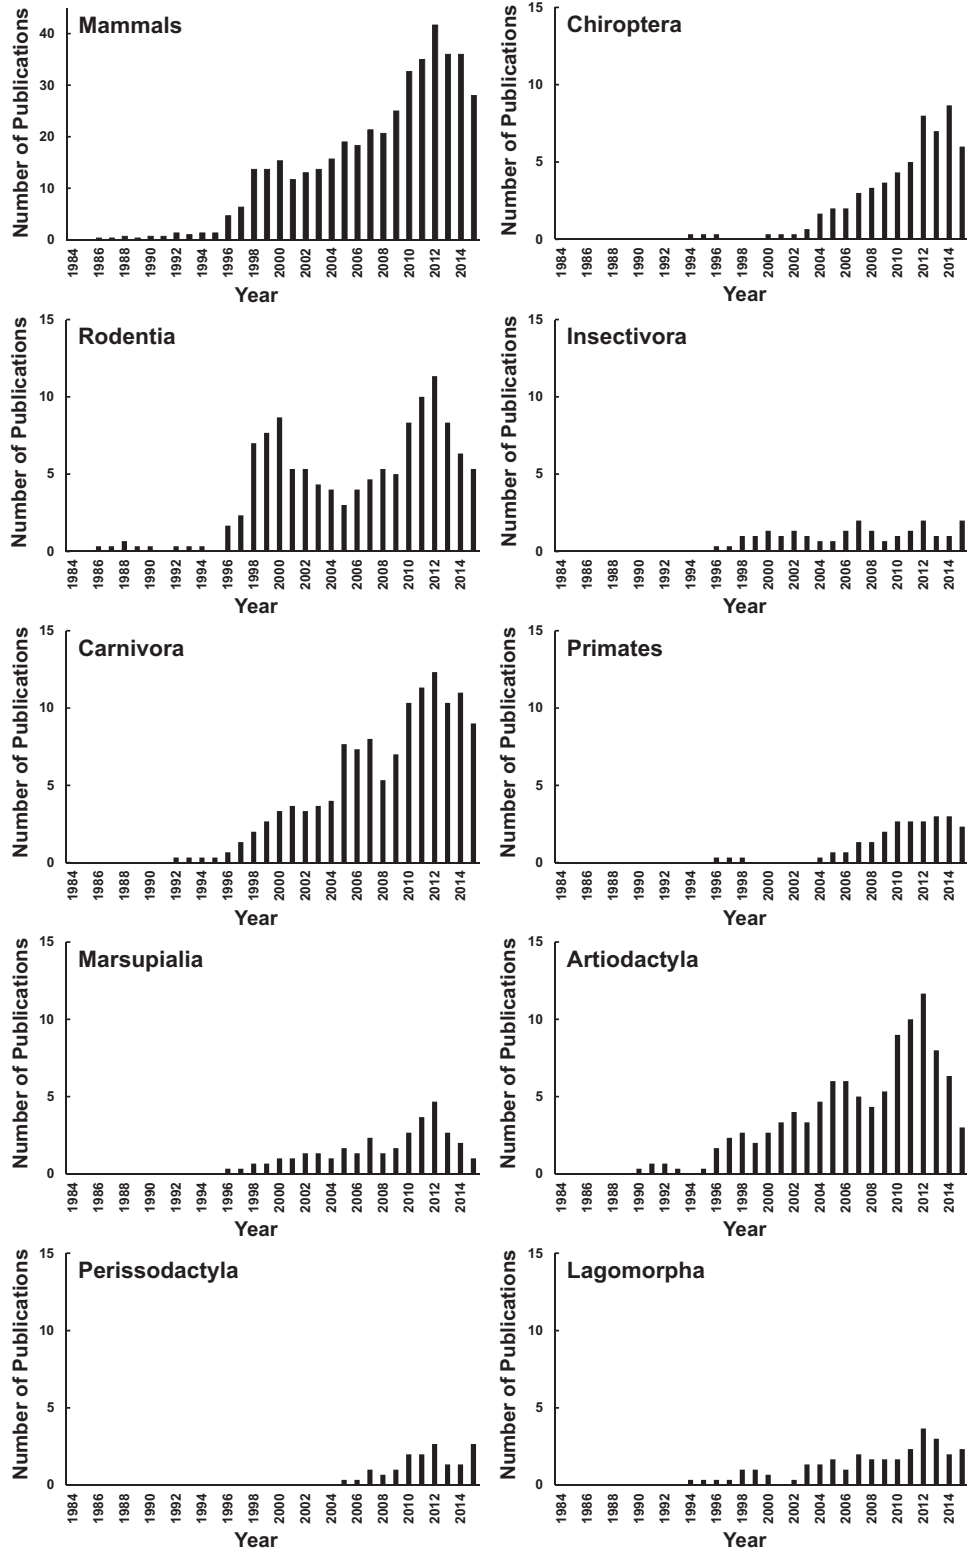 Mammals
Number of Publications
40
30
20
10
0
1984 1986 1988 1990 1992 1994 1996 1998 2000 2002 2004 2006 2008 2010 2012 2014
Year
Chiroptera
Number of Publications
15
10
5
0
1984 1986 1988 1990 1992 1994 1996 1998 2000 2002 2004 2006 2008 2010 2012 2014
Year
Rodentia
Number of Publications
15
10
5
0
1984 1986 1988 1990 1992 1994 1996 1998 2000 2002 2004 2006 2008 2010 2012 2014
Year
Insectivora
Number of Publications
15
10
5
0
1984 1986 1988 1990 1992 1994 1996 1998 2000 2002 2004 2006 2008 2010 2012 2014
Year
Carnivora
Number of Publications
15
10
5
0
1984 1986 1988 1990 1992 1994 1996 1998 2000 2002 2004 2006 2008 2010 2012 2014
Year
Primates
Number of Publications
15
10
5
0
1984 1986 1988 1990 1992 1994 1996 1998 2000 2002 2004 2006 2008 2010 2012 2014
Year
Marsupialia
Number of Publications
15
10
5
0
1984 1986 1988 1990 1992 1994 1996 1998 2000 2002 2004 2006 2008 2010 2012 2014
Year
Artiodactyla
Number of Publications
15
10
5
0
1984 1986 1988 1990 1992 1994 1996 1998 2000 2002 2004 2006 2008 2010 2012 2014
Year
Perissodactyla
Number of Publications
15
10
5
0
1984 1986 1988 1990 1992 1994 1996 1998 2000 2002 2004 2006 2008 2010 2012 2014
Year
Lagomorpha
Number of Publications
15
10
5
0
1984 1986 1988 1990 1992 1994 1996 1998 2000 2002 2004 2006 2008 2010 2012 2014
Year